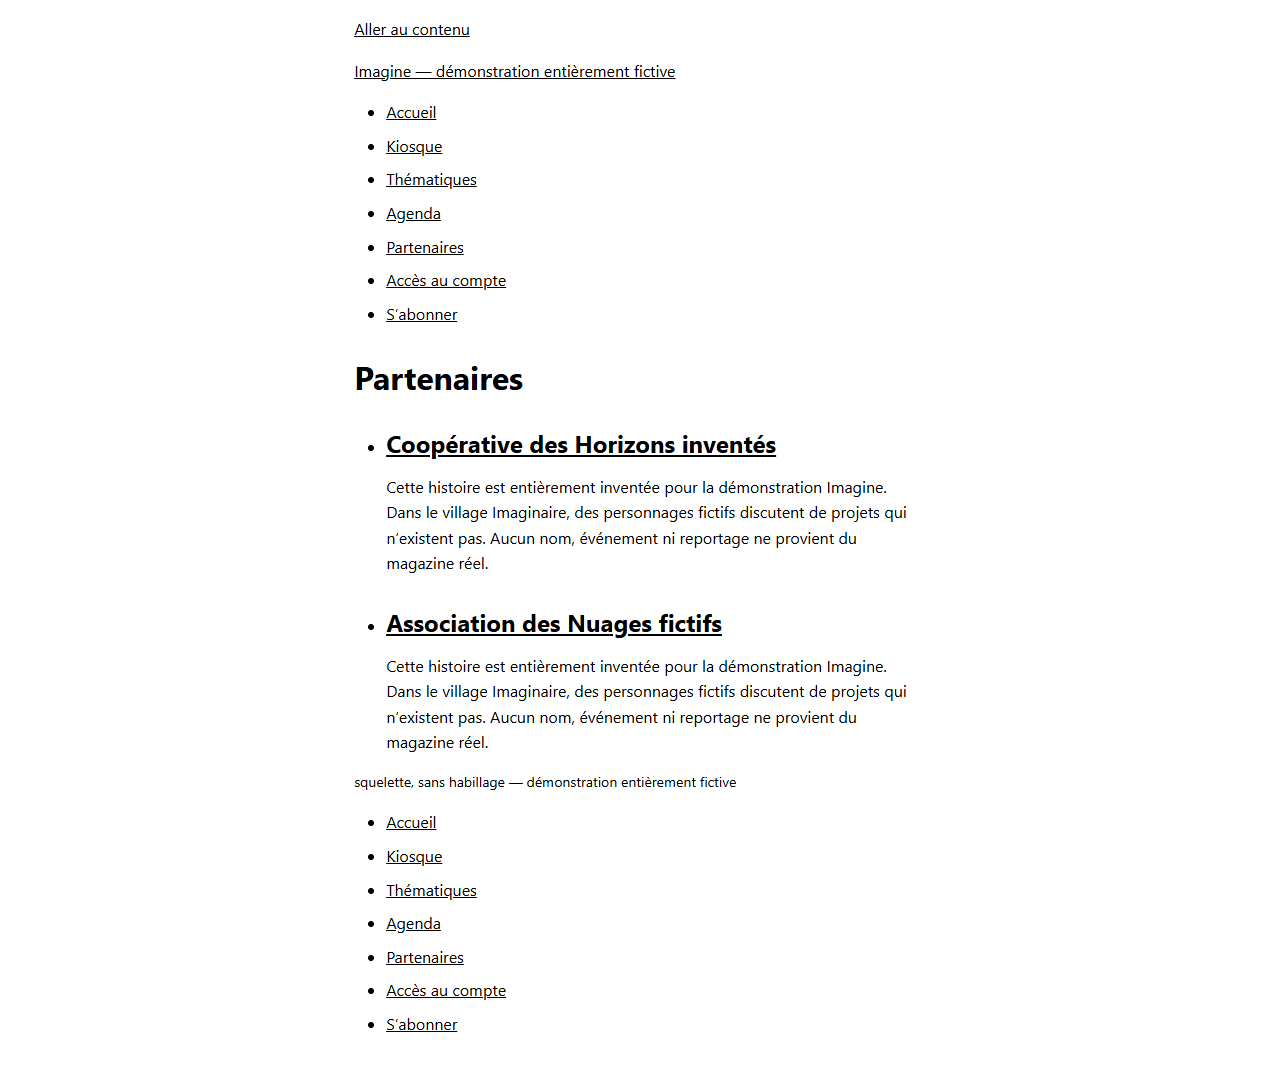 Aller au contenu
Imagine — démonstration entièrement fictive
Accueil
Kiosque
Thématiques
Agenda
Partenaires
Accès au compte
S’abonner
Partenaires
Coopérative des Horizons inventés
Cette histoire est entièrement inventée pour la démonstration Imagine.
Dans le village Imaginaire, des personnages fictifs discutent de projets qui
n’existent pas. Aucun nom, événement ni reportage ne provient du
magazine réel.
Association des Nuages fictifs
Cette histoire est entièrement inventée pour la démonstration Imagine.
Dans le village Imaginaire, des personnages fictifs discutent de projets qui
n’existent pas. Aucun nom, événement ni reportage ne provient du
magazine réel.
squelette, sans habillage — démonstration entièrement fictive
Accueil
Kiosque
Thématiques
Agenda
Partenaires
Accès au compte
S’abonner